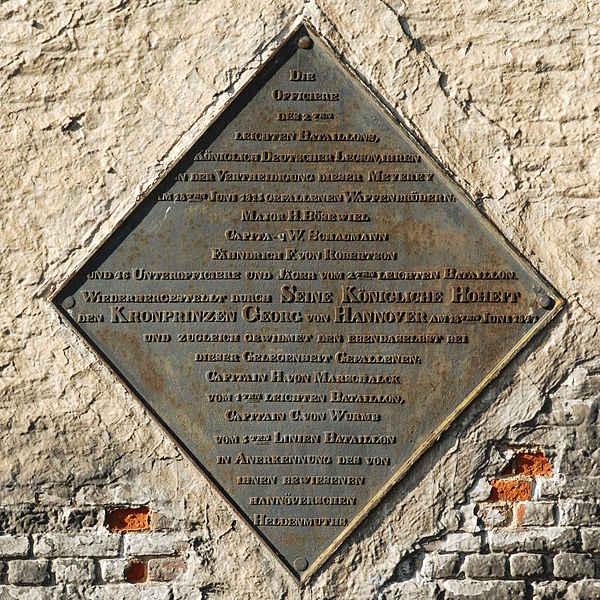 Die
Officiere
des 2ten
leichten Bataillons,
Königlich Deutscher Legion, ihren
in der Vertheidigung dieser Meyerey
am 18ten Juni 1815 gefallenen Waffenbrüdern.
Major H. Bösewiel
W. Schaumann
Fähndrich F. von Robertson
und 46 Unterofficiere und Jäger vom 2ten leichten Bataillon.
Wiederhergestellt durch Seine Königliche Hoheit
den Kronprinzen Georg von Hannover am 18ten Juni 1847
und zugleich gewidmet den ebendaselbst bei
dieser Gelegenheit Gefallenen:
Capitain H. von Marschalck
vom 1ten leichten Bataillon,
Capitain C. von Wurmb
vom 5ten Linien Bataillon
in Anerkennung des von
ihnen bewiesenen
hannöverschen
Heldenmuths